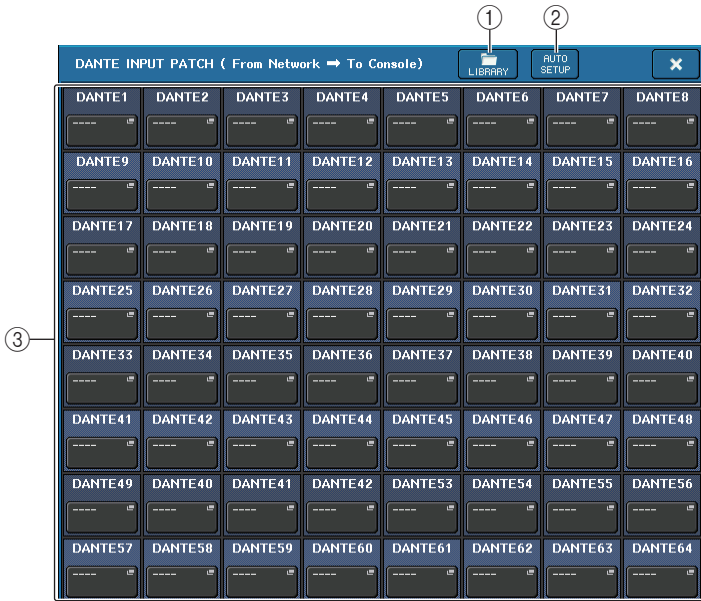 ① ②
DANTE INPUT PATCH ( From Network ➡ To Console) LIBRARY AUTO SETUP ×
DANTE1 DANTE2 DANTE3 DANTE4 DANTE5 DANTE6 DANTE7 DANTE8
---- ---- ---- ---- ---- ---- ---- ----
DANTE9 DANTE10 DANTE11 DANTE12 DANTE13 DANTE14 DANTE15 DANTE16
---- ---- ---- ---- ---- ---- ---- ----
DANTE17 DANTE18 DANTE19 DANTE20 DANTE21 DANTE22 DANTE23 DANTE24
---- ---- ---- ---- ---- ---- ---- ----
DANTE25 DANTE26 DANTE27 DANTE28 DANTE29 DANTE30 DANTE31 DANTE32
---- ---- ---- ---- ---- ---- ---- ----
③
DANTE33 DANTE34 DANTE35 DANTE36 DANTE37 DANTE38 DANTE39 DANTE40
---- ---- ---- ---- ---- ---- ---- ----
DANTE41 DANTE42 DANTE43 DANTE44 DANTE45 DANTE46 DANTE47 DANTE48
---- ---- ---- ---- ---- ---- ---- ----
DANTE49 DANTE40 DANTE41 DANTE42 DANTE53 DANTE54 DANTE55 DANTE56
---- ---- ---- ---- ---- ---- ---- ----
DANTE57 DANTE58 DANTE59 DANTE60 DANTE61 DANTE62 DANTE63 DANTE64
---- ---- ---- ---- ---- ---- ---- ----